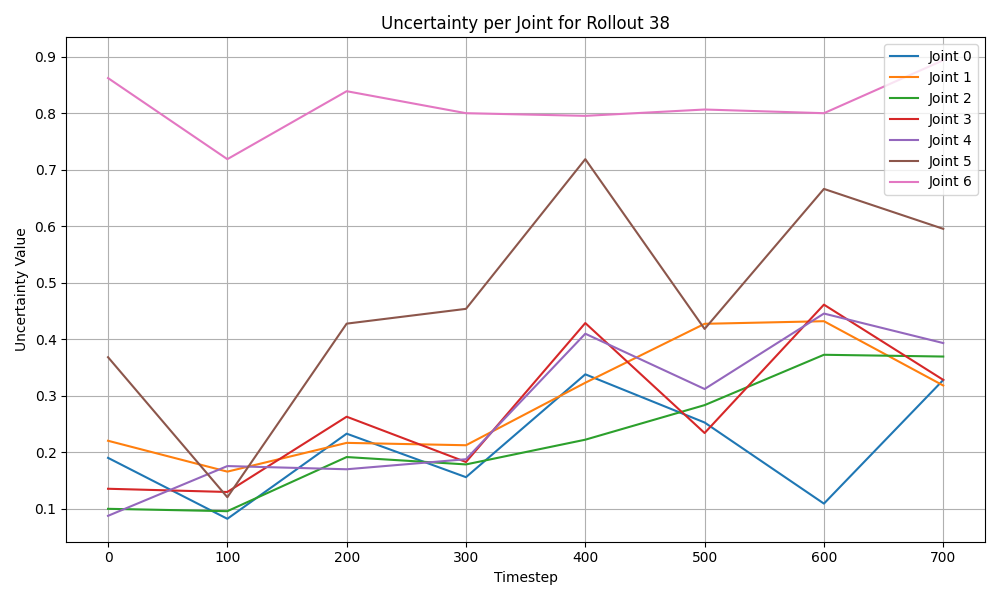 Uncertainty per Joint for Rollout 38
Uncertainty Value
0.9
0.8
0.7
0.6
0.5
0.4
0.3
0.2
0.1
Joint 0
Joint 1
Joint 2
Joint 3
Joint 4
Joint 5
Joint 6
0 100 200 300 400 500 600 700
Timestep